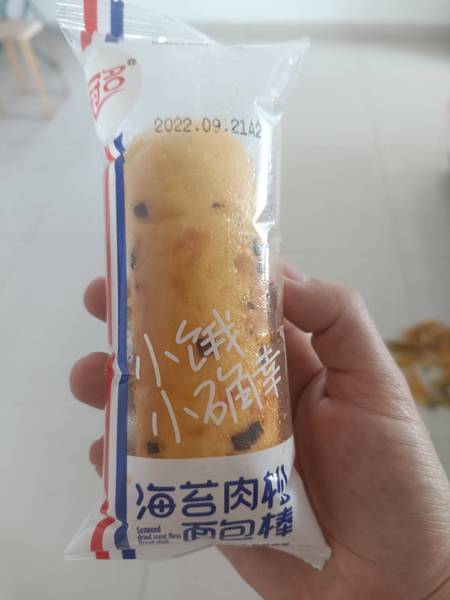 ®
2022.09.21A2
小饿
小确幸
海苔肉松
面包棒
Seaweed
dried meat floss
Bread stick